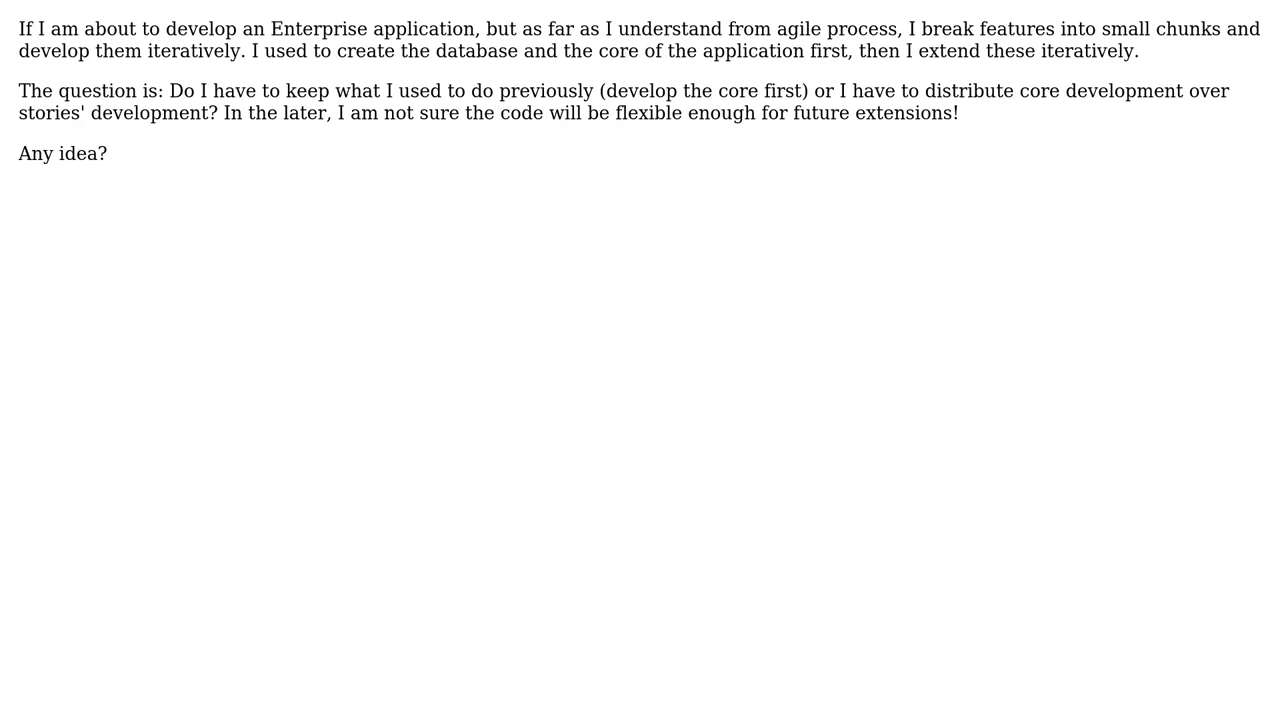 If I am about to develop an Enterprise application, but as far as I understand from agile process, I break features into small chunks and
develop them iteratively. I used to create the database and the core of the application first, then I extend these iteratively.
The question is: Do I have to keep what I used to do previously (develop the core first) or I have to distribute core development over
stories' development? In the later, I am not sure the code will be flexible enough for future extensions!
Any idea?